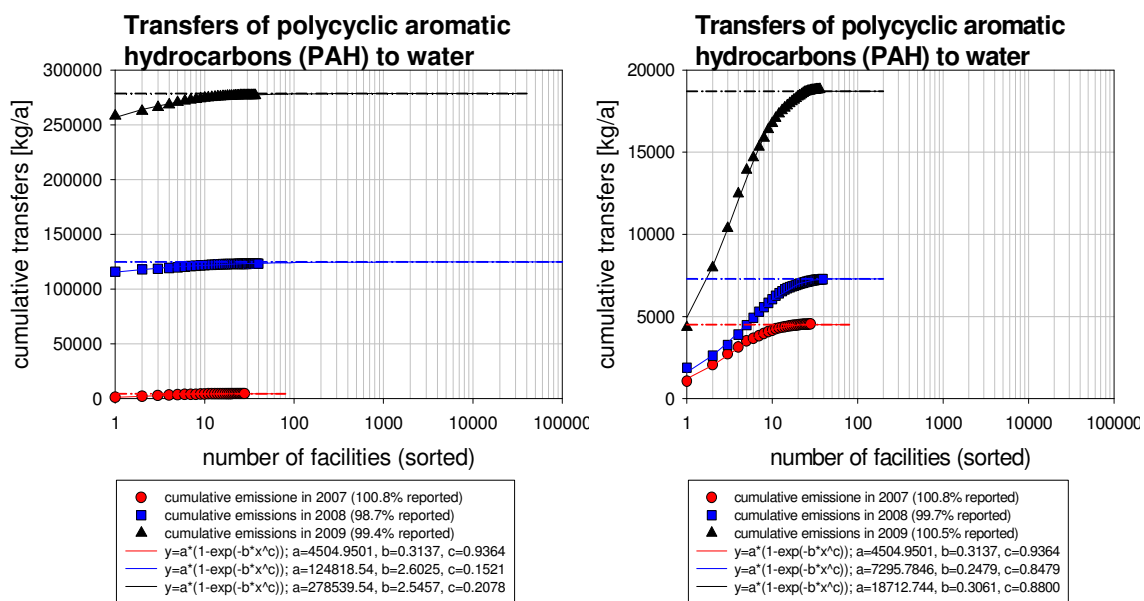 Transfers of polycyclic aromatic
hydrocarbons (PAH) to water
300000
250000
200000
150000
100000
50000
0
cumulative transfers [kg/a]
1
10
100
1000
10000
100000
number of facilities (sorted)
cumulative emissione in 2007 (100.8% reported)
cumulative emissions in 2008 (98.7% reported)
cumulative emissions in 2009 (99.4% reported)
y=a*(1-exp(-b*x^c)); a=4504.9501, b=0.3137, c=0.9364
y=a*(1-exp(-b*x^c)); a=124818.54, b=2.6025, c=0.1521
y=a*(1-exp(-b*x^c)); a=278539.54, b=2.5457, c=0.2078
Transfers of polycyclic aromatic
hydrocarbons (PAH) to water
20000
15000
10000
5000
0
cumulative transfers [kg/a]
1
10
100
1000
10000
100000
number of facilities (sorted)
cumulative emissione in 2007 (100.8% reported)
cumulative emissions in 2008 (99.7% reported)
cumulative emissions in 2009 (100.5% reported)
y=a*(1-exp(-b*x^c)); a=4504.9501, b=0.3137, c=0.9364
y=a*(1-exp(-b*x^c)); a=7295.7846, b=0.2479, c=0.8479
y=a*(1-exp(-b*x^c)); a=18712.744, b=0.3061, c=0.8800